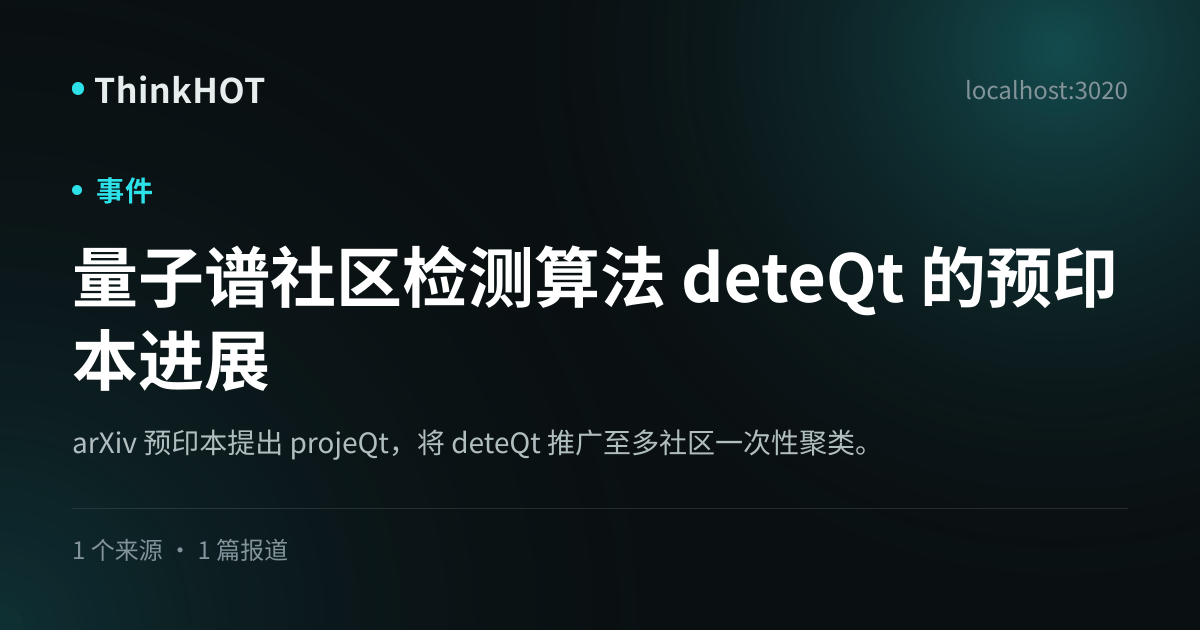 ThinkHOT
localhost:3020
事件
量子谱社区检测算法 deteQt 的预印
本进展
arXiv 预印本提出 projeQt，将 deteQt 推广至多社区一次性聚类。
1 个来源 · 1 篇报道